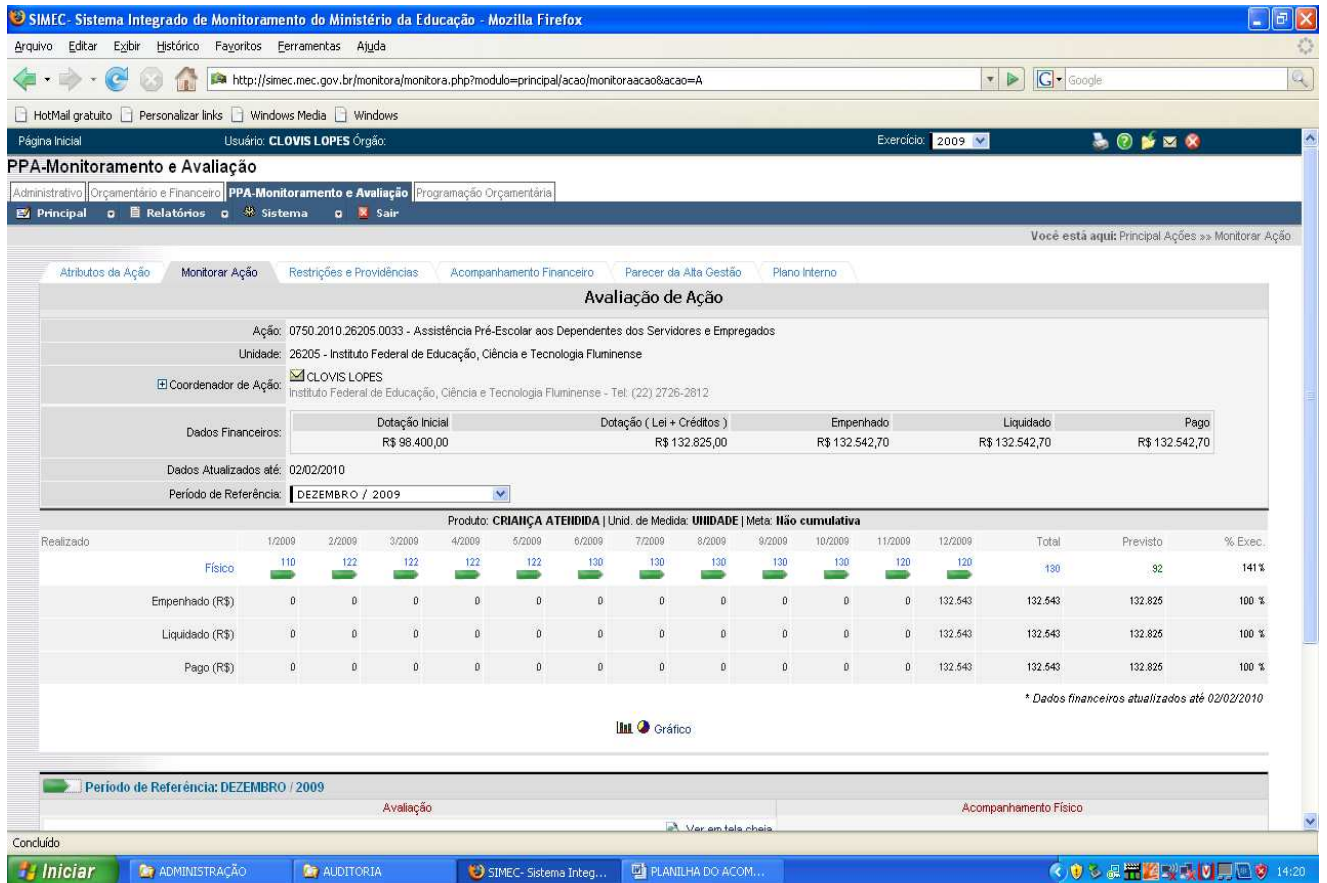 SIMEC- Sistema Integrado de Monitoramento do Ministério da Educação - Mozilla Firefox
Arquivo Editar Exibir Histórico Favoritos Ferramentas Ajuda
http://simec.mec.gov.br/monitora/monitora.php?modulo=principal/acao/monitoraacao&acao=A G Google
HotMail gratuito Personalizar links Windows Media Windows
Página Inicial Usuário: CLOVIS LOPES Órgão: Exercício: 2009
PPA-Monitoramento e Avaliação
Administrativo Orçamentário e Financeiro PPA-Monitoramento e Avaliação Programação Orçamentária
Principal Relatórios Sistema Sair
Você está aqui: Principal Ações »» Monitorar Ação
Atributos da Ação Monitorar Ação Restrições e Providências Acompanhamento Financeiro Parecer da Alta Gestão Plano Interno
Avaliação de Ação
Ação: 0750.2010.26205.0033 - Assistência Pré-Escolar aos Dependentes dos Servidores e Empregados
Unidade: 26205 - Instituto Federal de Educação, Ciência e Tecnologia Fluminense
Coordenador de Ação: CLOVIS LOPES
Instituto Federal de Educação, Ciência e Tecnologia Fluminense - Tel: (22) 2726-2812
Dados Financeiros: Dotação Inicial Dotação ( Lei + Créditos ) Empenhado Liquidado Pago
R$ 98.400,00 R$ 132.825,00 R$ 132.542,70 R$ 132.542,70 R$ 132.542,70
Dados Atualizados até: 02/02/2010
Período de Referência: DEZEMBRO / 2009
Produto: CRIANÇA ATENDIDA | Unid. de Medida: UNIDADE | Meta: Não cumulativa
Realizado 1/2009 2/2009 3/2009 4/2009 5/2009 6/2009 7/2009 8/2009 9/2009 10/2009 11/2009 12/2009 Total Previsto % Exec.
Físico 110 122 122 122 122 130 130 130 130 130 120 120 130 92 141 %
Empenhado (R$) 0 0 0 0 0 0 0 0 0 0 0 132.543 132.543 132.825 100 %
Liquidado (R$) 0 0 0 0 0 0 0 0 0 0 0 132.543 132.543 132.825 100 %
Pago (R$) 0 0 0 0 0 0 0 0 0 0 0 132.543 132.543 132.825 100 %
* Dados financeiros atualizados até 02/02/2010
Gráfico
Período de Referência: DEZEMBRO / 2009
Avaliação Acompanhamento Físico
Ver em tela cheia
Concluído
Iniciar ADMINISTRAÇÃO AUDITORIA SIMEC- Sistema Integ... PLANILHA DO ACOM... 14:20